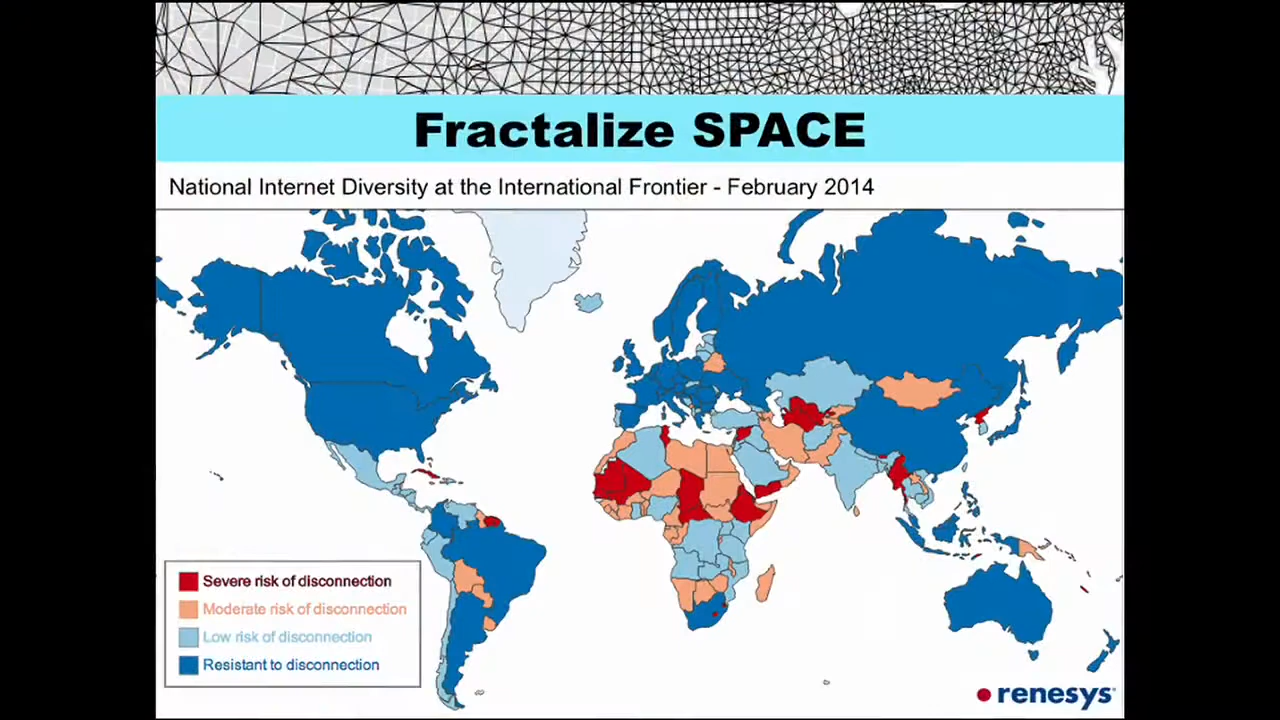 Fractalize SPACE
National Internet Diversity at the International Frontier - February 2014
Severe risk of disconnection
Moderate risk of disconnection
Low risk of disconnection
Resistant to disconnection
renesys